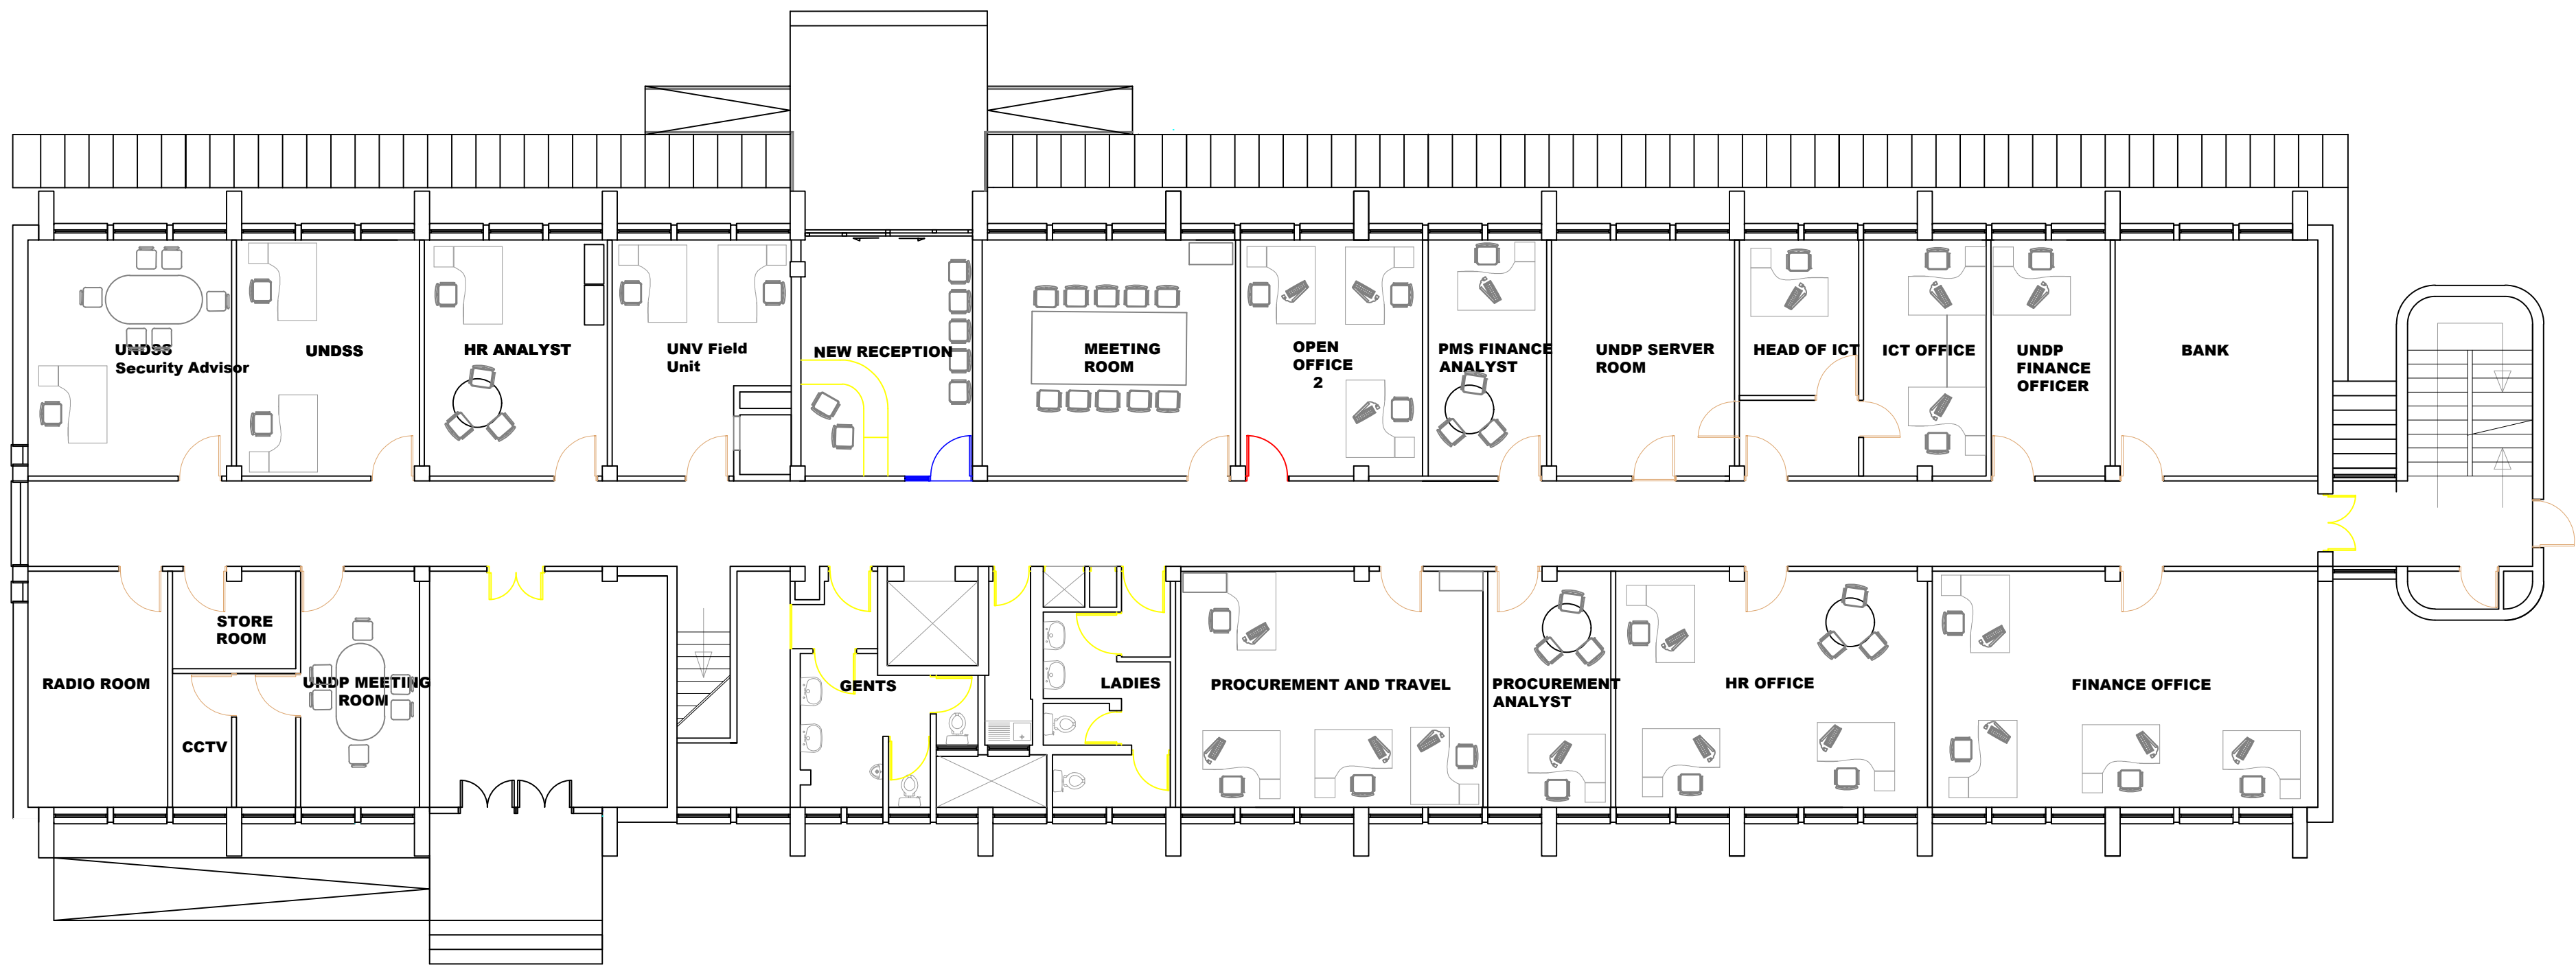 UNDSS
Security Advisor
UNDSS
HR ANALYST
UNV Field
Unit
NEW RECEPTION
MEETING
ROOM
OPEN
OFFICE
2
PMS FINANCE
ANALYST
UNDP SERVER
ROOM
HEAD OF ICT
ICT OFFICE
UNDP
FINANCE
OFFICER
BANK
RADIO ROOM
STORE
ROOM
CCTV
UNDP MEETING
ROOM
GENTS
LADIES
PROCUREMENT AND TRAVEL
PROCUREMENT
ANALYST
HR OFFICE
FINANCE OFFICE